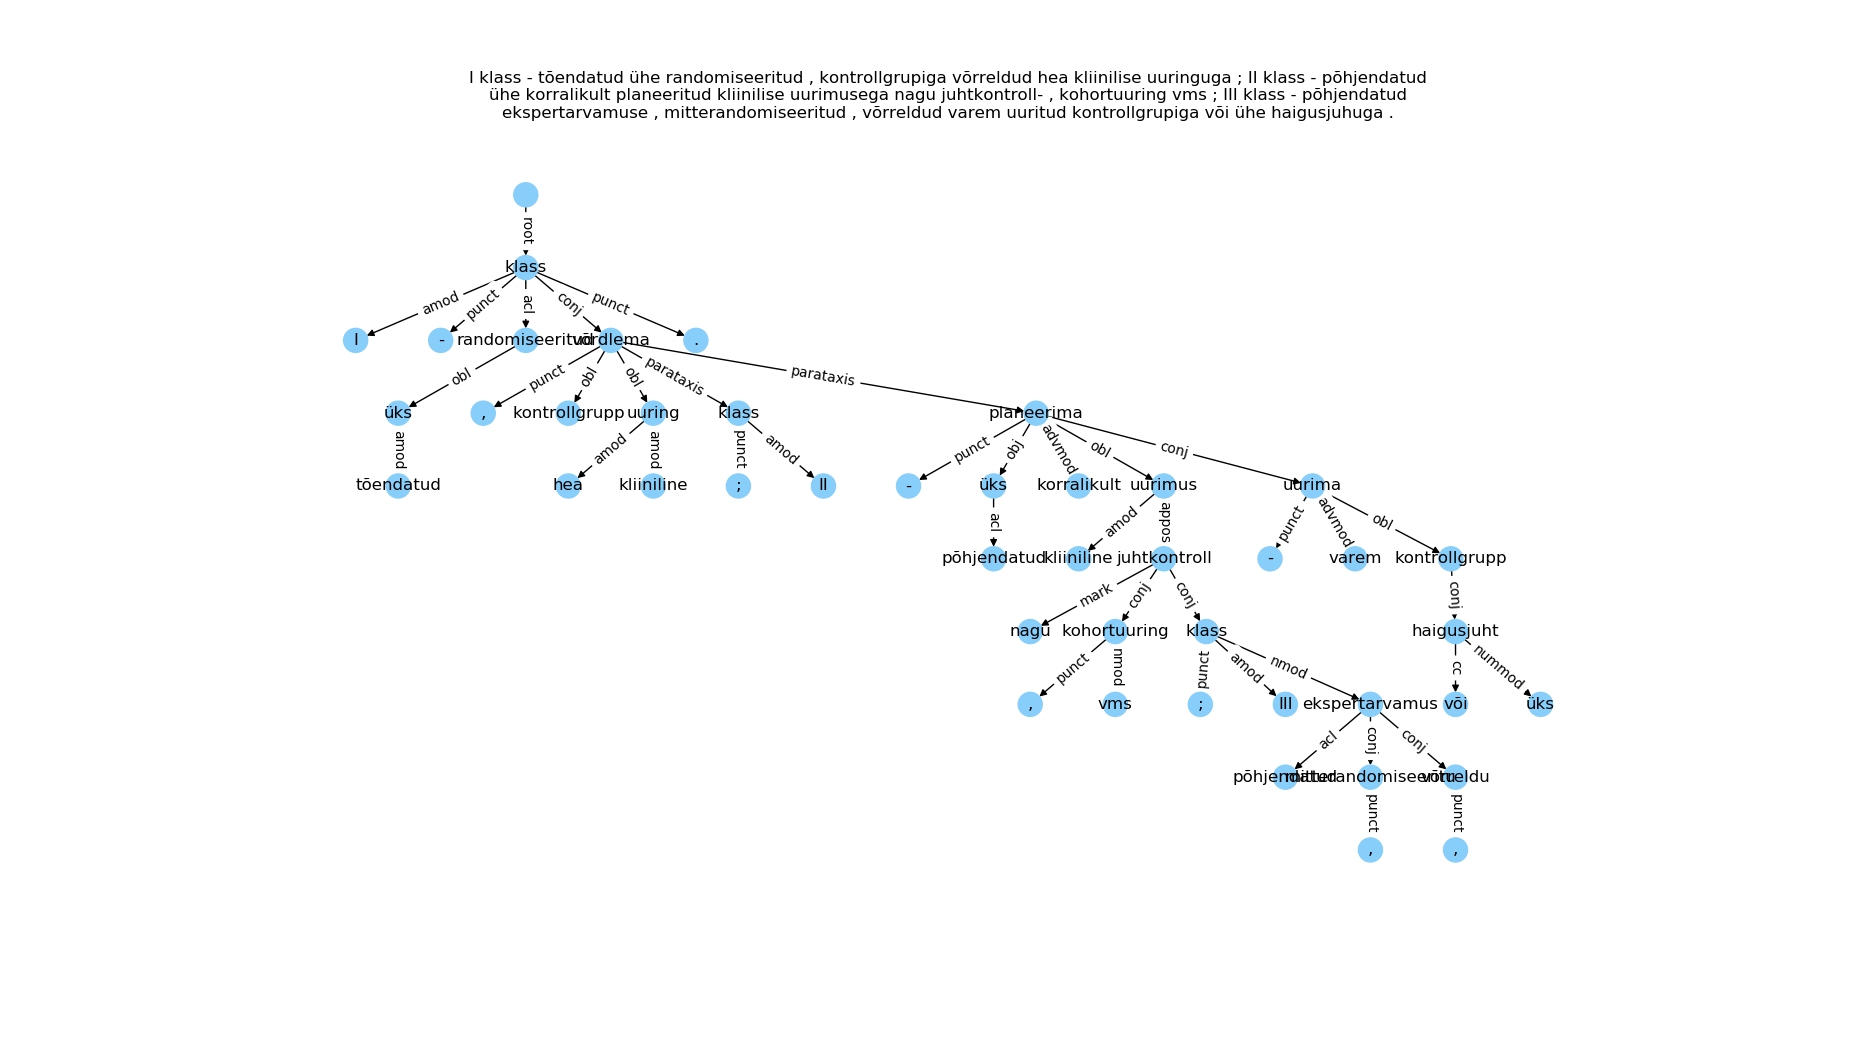 I klass - tõendatud ühe randomiseeritud , kontrollgrupiga võrreldud hea kliinilise uuringuga ; II klass - põhjendatud
ühe korralikult planeeritud kliinilise uurimusega nagu juhtkontroll- , kohortuuring vms ; III klass - põhjendatud
ekspertarvamuse , mitterandomiseeritud , võrreldud varem uuritud kontrollgrupiga või ühe haigusjuhuga .
root
klass
amod punct acl conj punct
I - randomiseeritud võrdlema .
obl punct obl obl parataxis parataxis
üks , kontrollgrupp uuring klass planeerima
amod amod amod punct amod punct obj advmod obl conj
tõendatud hea kliiniline ; II - üks korralikult uurimus uurima
acl amod appos punct advmod obl
põhjendatud kliiniline juhtkontroll - varem kontrollgrupp
mark conj conj conj
nagu kohortuuring klass haigusjuht
punct nmod punct amod nmod cc nummod
, vms ; III ekspertarvamus või üks
acl conj conj
põhjendatud
punct punct
, ,